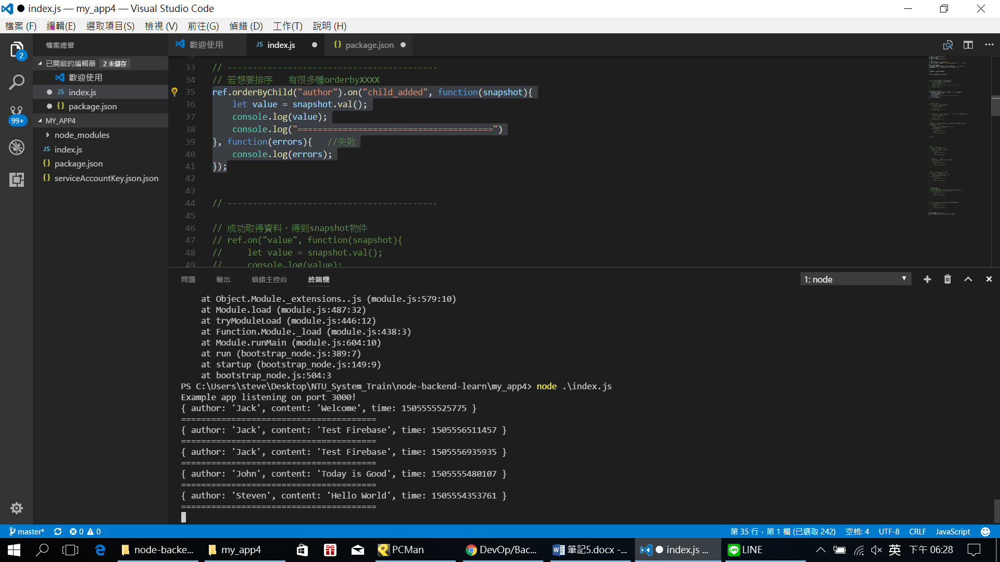 ● index.js — my_app4 — Visual Studio Code
檔案 (F) 編輯(E) 選取項目(S) 檢視 (V) 前往(G) 偵錯 (D) 工作(T) 說明 (H)
2
99+
檔案總管
已開啟的編輯器 2 未儲存
歡迎使用
● JS index.js
● {} package.json
MY_APP4
node_modules
JS index.js
{} package.json
{} serviceAccountKey.json.json
歡迎使用
JS index.js ●
{} package.json ●
33 // ------------------------------------------
34 // 若想要排序 有很多種orderbyXXXX
35 ref.orderByChild("author").on("child_added", function(snapshot){
36 let value = snapshot.val();
37 console.log(value);
38 console.log("=======================================")
39 }, function(errors){ //失敗
40 console.log(errors);
41 });
42
43
44 // ------------------------------------------
45
46 // 成功取得資料，得到snapshot物件
47 // ref.on("value", function(snapshot){
48 // let value = snapshot.val();
49 // console.log(value);
問題 輸出 偵錯主控台 終端機
1: node
at Object.Module._extensions..js (module.js:579:10)
at Module.load (module.js:487:32)
at tryModuleLoad (module.js:446:12)
at Function.Module._load (module.js:438:3)
at Module.runMain (module.js:604:10)
at run (bootstrap_node.js:389:7)
at startup (bootstrap_node.js:149:9)
at bootstrap_node.js:504:3
PS C:\Users\steve\Desktop\NTU_System_Train\node-backend-learn\my_app4> node .\index.js
Example app listening on port 3000!
{ author: 'Jack', content: 'Welcome', time: 1505555525775 }
=======================================
{ author: 'Jack', content: 'Test Firebase', time: 1505556511457 }
=======================================
{ author: 'Jack', content: 'Test Firebase', time: 1505556935935 }
=======================================
{ author: 'John', content: 'Today is Good', time: 1505555480107 }
=======================================
{ author: 'Steven', content: 'Hello World', time: 1505554353761 }
=======================================
master* 0 0
第 35 行，第 1 欄 (已選取 242) 空格: 4 UTF-8 CRLF JavaScript
node-backe... my_app4 PCMan DevOp/Bac... 筆記5.docx -... ● index.js ... LINE 英 下午 06:28